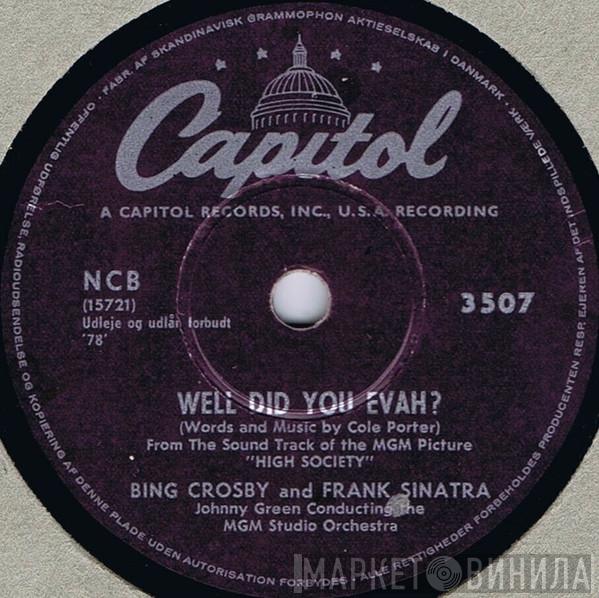 FABR. AF SKANDINAVISK GRAMMOPHON AKTIESELSKAB I DANMARK · ALLE RETTIGHEDER FORBEHOLDES PRODUCENTEN RESP. EJEREN AF DET INDSPILLEDE VÆRK ·
OFFENTLIG UDFØRELSE, RADIOUDSENDELSE OG KOPIERING AF DENNE PLADE UDEN AUTORISATION FORBYDES ·
Capitol
A CAPITOL RECORDS, INC., U.S.A. RECORDING
NCB
(15721)
Udleje og udlån forbudt
'78'
3507
WELL DID YOU EVAH?
(Words and Music by Cole Porter)
From The Sound Track of the MGM Picture
"HIGH SOCIETY"
BING CROSBY and FRANK SINATRA
Johnny Green Conducting the
MGM Studio Orchestra
МАРКЕТ ВИНИЛА